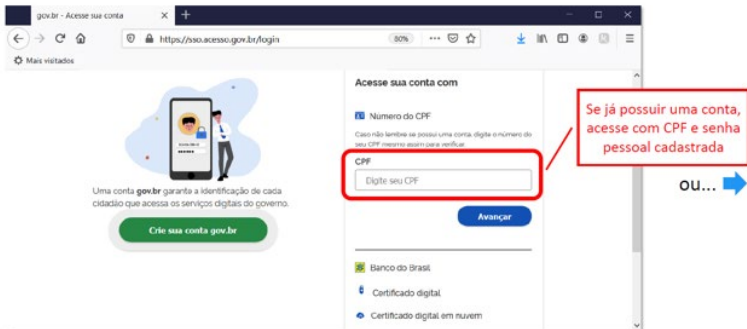 gov.br - Acesse sua conta
https://sso.acesso.gov.br/login
80%
Mais visitados
Uma conta gov.br garante a identificação de cada
cidadão que acessa os serviços digitais do governo.
Crie sua conta gov.br
Acesse sua conta com
Número do CPF
Caso não lembre se possui uma conta, digite o número do
seu CPF mesmo assim para verificar.
CPF
Digite seu CPF
Avançar
Banco do Brasil
Certificado digital
Certificado digital em nuvem
Se já possuir uma conta,
acesse com CPF e senha
pessoal cadastrada
ou...